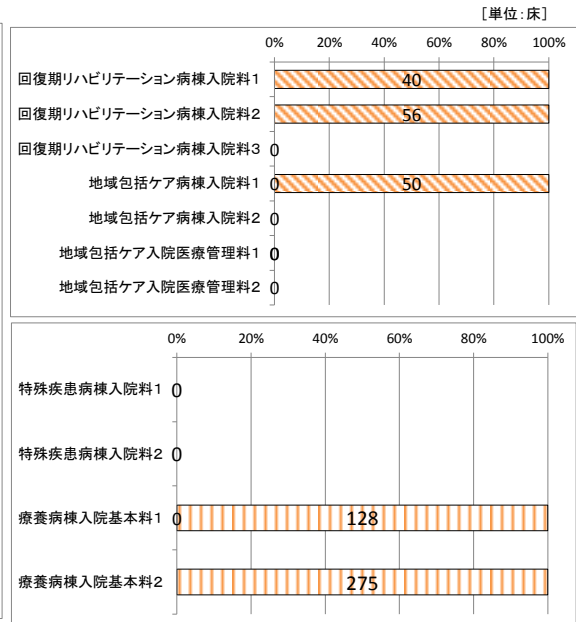 [単位:床]
0% 20% 40% 60% 80% 100%
回復期リハビリテーション病棟入院料1 40
回復期リハビリテーション病棟入院料2 56
回復期リハビリテーション病棟入院料3 0
地域包括ケア病棟入院料1 0 50
地域包括ケア病棟入院料2 0
地域包括ケア入院医療管理料1 0
地域包括ケア入院医療管理料2 0
0% 20% 40% 60% 80% 100%
特殊疾患病棟入院料1 0
特殊疾患病棟入院料2 0
療養病棟入院基本料1 0 128
療養病棟入院基本料2 275